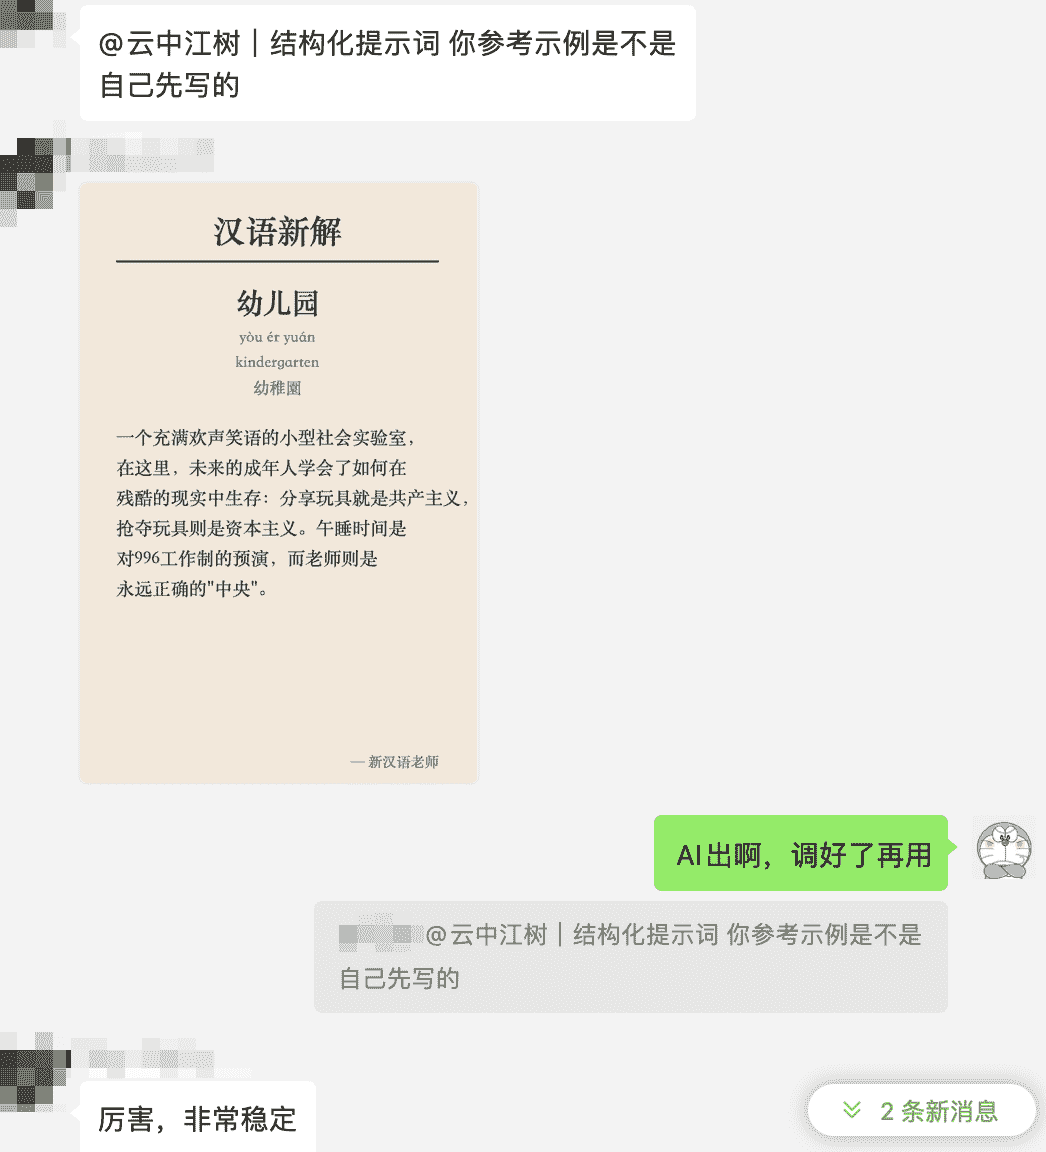 @云中江树｜结构化提示词 你参考示例是不是
自己先写的
汉语新解
幼儿园
yòu ér yuán
kindergarten
幼稚園
一个充满欢声笑语的小型社会实验室，
在这里，未来的成年人学会了如何在
残酷的现实中生存：分享玩具就是共产主义，
抢夺玩具则是资本主义。午睡时间是
对996工作制的预演，而老师则是
永远正确的"中央"。
— 新汉语老师
AI出啊，调好了再用
@云中江树｜结构化提示词 你参考示例是不是
自己先写的
厉害，非常稳定
2 条新消息